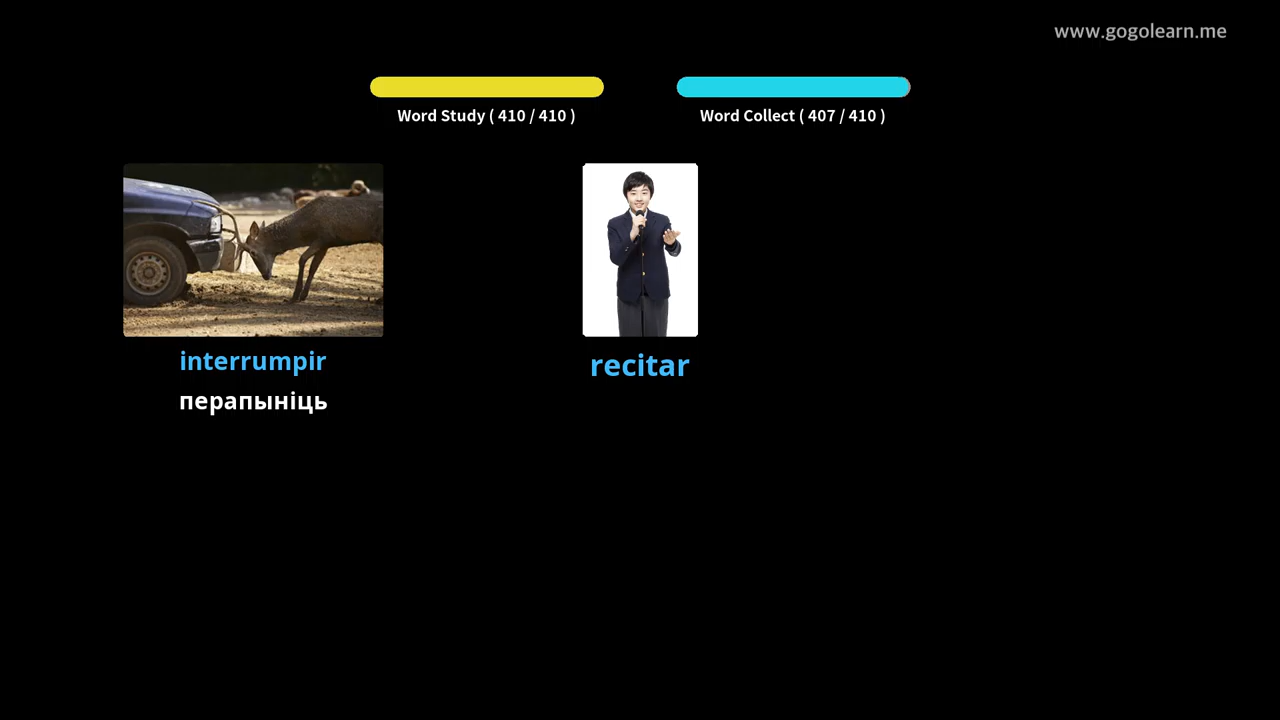 www.gogolearn.me
Word Study ( 410 / 410 )
Word Collect ( 407 / 410 )
interrumpir
перапыніць
recitar